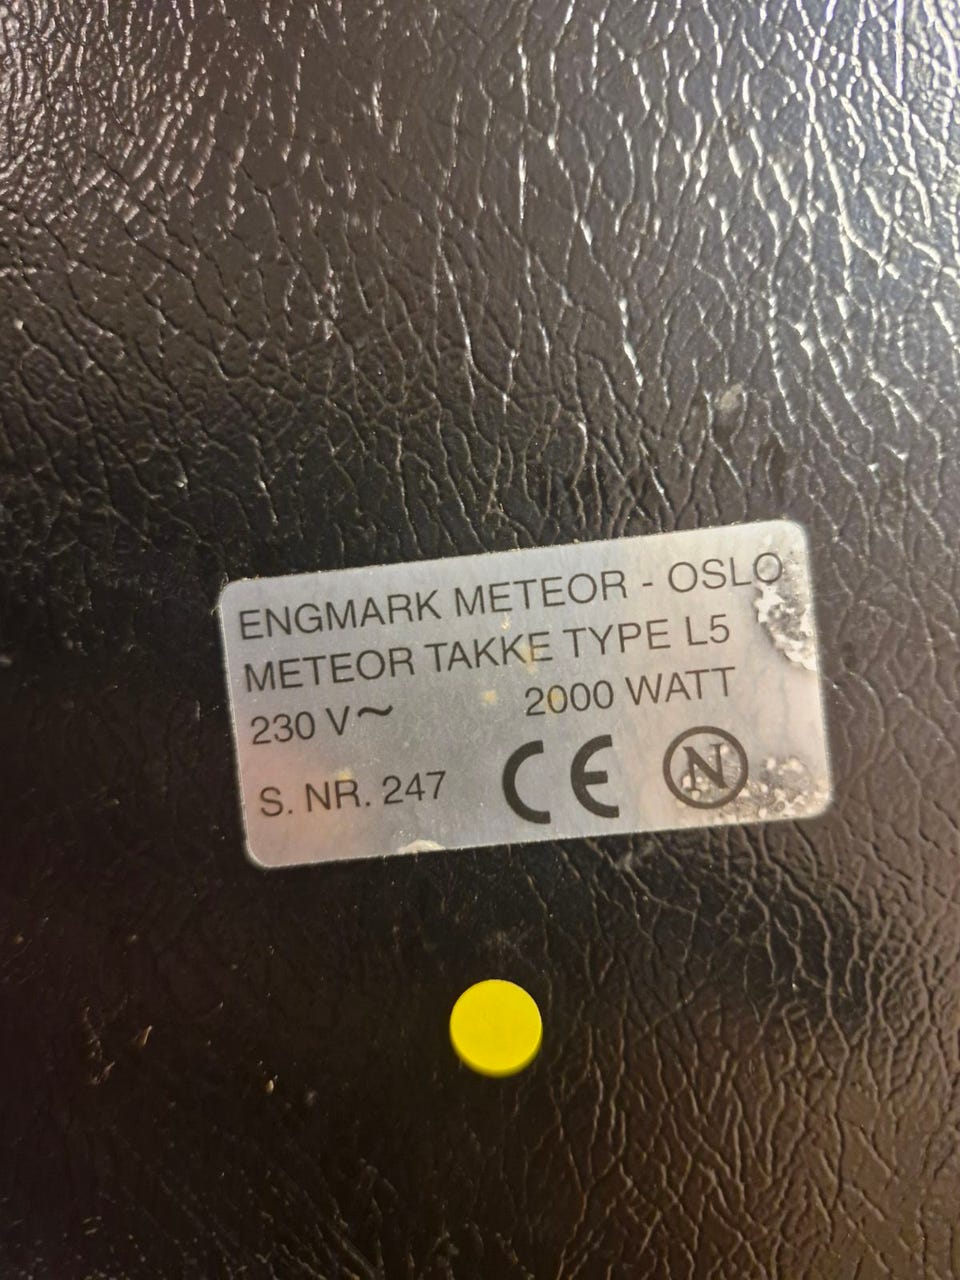 ENGMARK METEOR - OSLO
METEOR TAKKE TYPE L5
230 V~ 2000 WATT
S. NR. 247 CE N